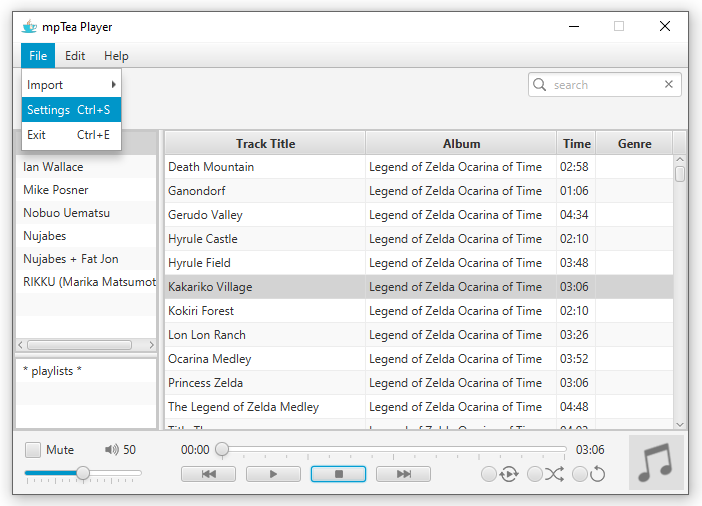 mpTea Player
File Edit Help
Import
Settings Ctrl+S
Exit Ctrl+E
search
Ian Wallace
Mike Posner
Nobuo Uematsu
Nujabes
Nujabes + Fat Jon
RIKKU (Marika Matsumot
* playlists *
Track Title Album Time Genre
Death Mountain Legend of Zelda Ocarina of Time 02:58
Ganondorf Legend of Zelda Ocarina of Time 01:06
Gerudo Valley Legend of Zelda Ocarina of Time 04:34
Hyrule Castle Legend of Zelda Ocarina of Time 02:10
Hyrule Field Legend of Zelda Ocarina of Time 03:48
Kakariko Village Legend of Zelda Ocarina of Time 03:06
Kokiri Forest Legend of Zelda Ocarina of Time 02:10
Lon Lon Ranch Legend of Zelda Ocarina of Time 03:26
Ocarina Medley Legend of Zelda Ocarina of Time 03:52
Princess Zelda Legend of Zelda Ocarina of Time 03:06
The Legend of Zelda Medley Legend of Zelda Ocarina of Time 04:48
Mute 50 00:00 03:06